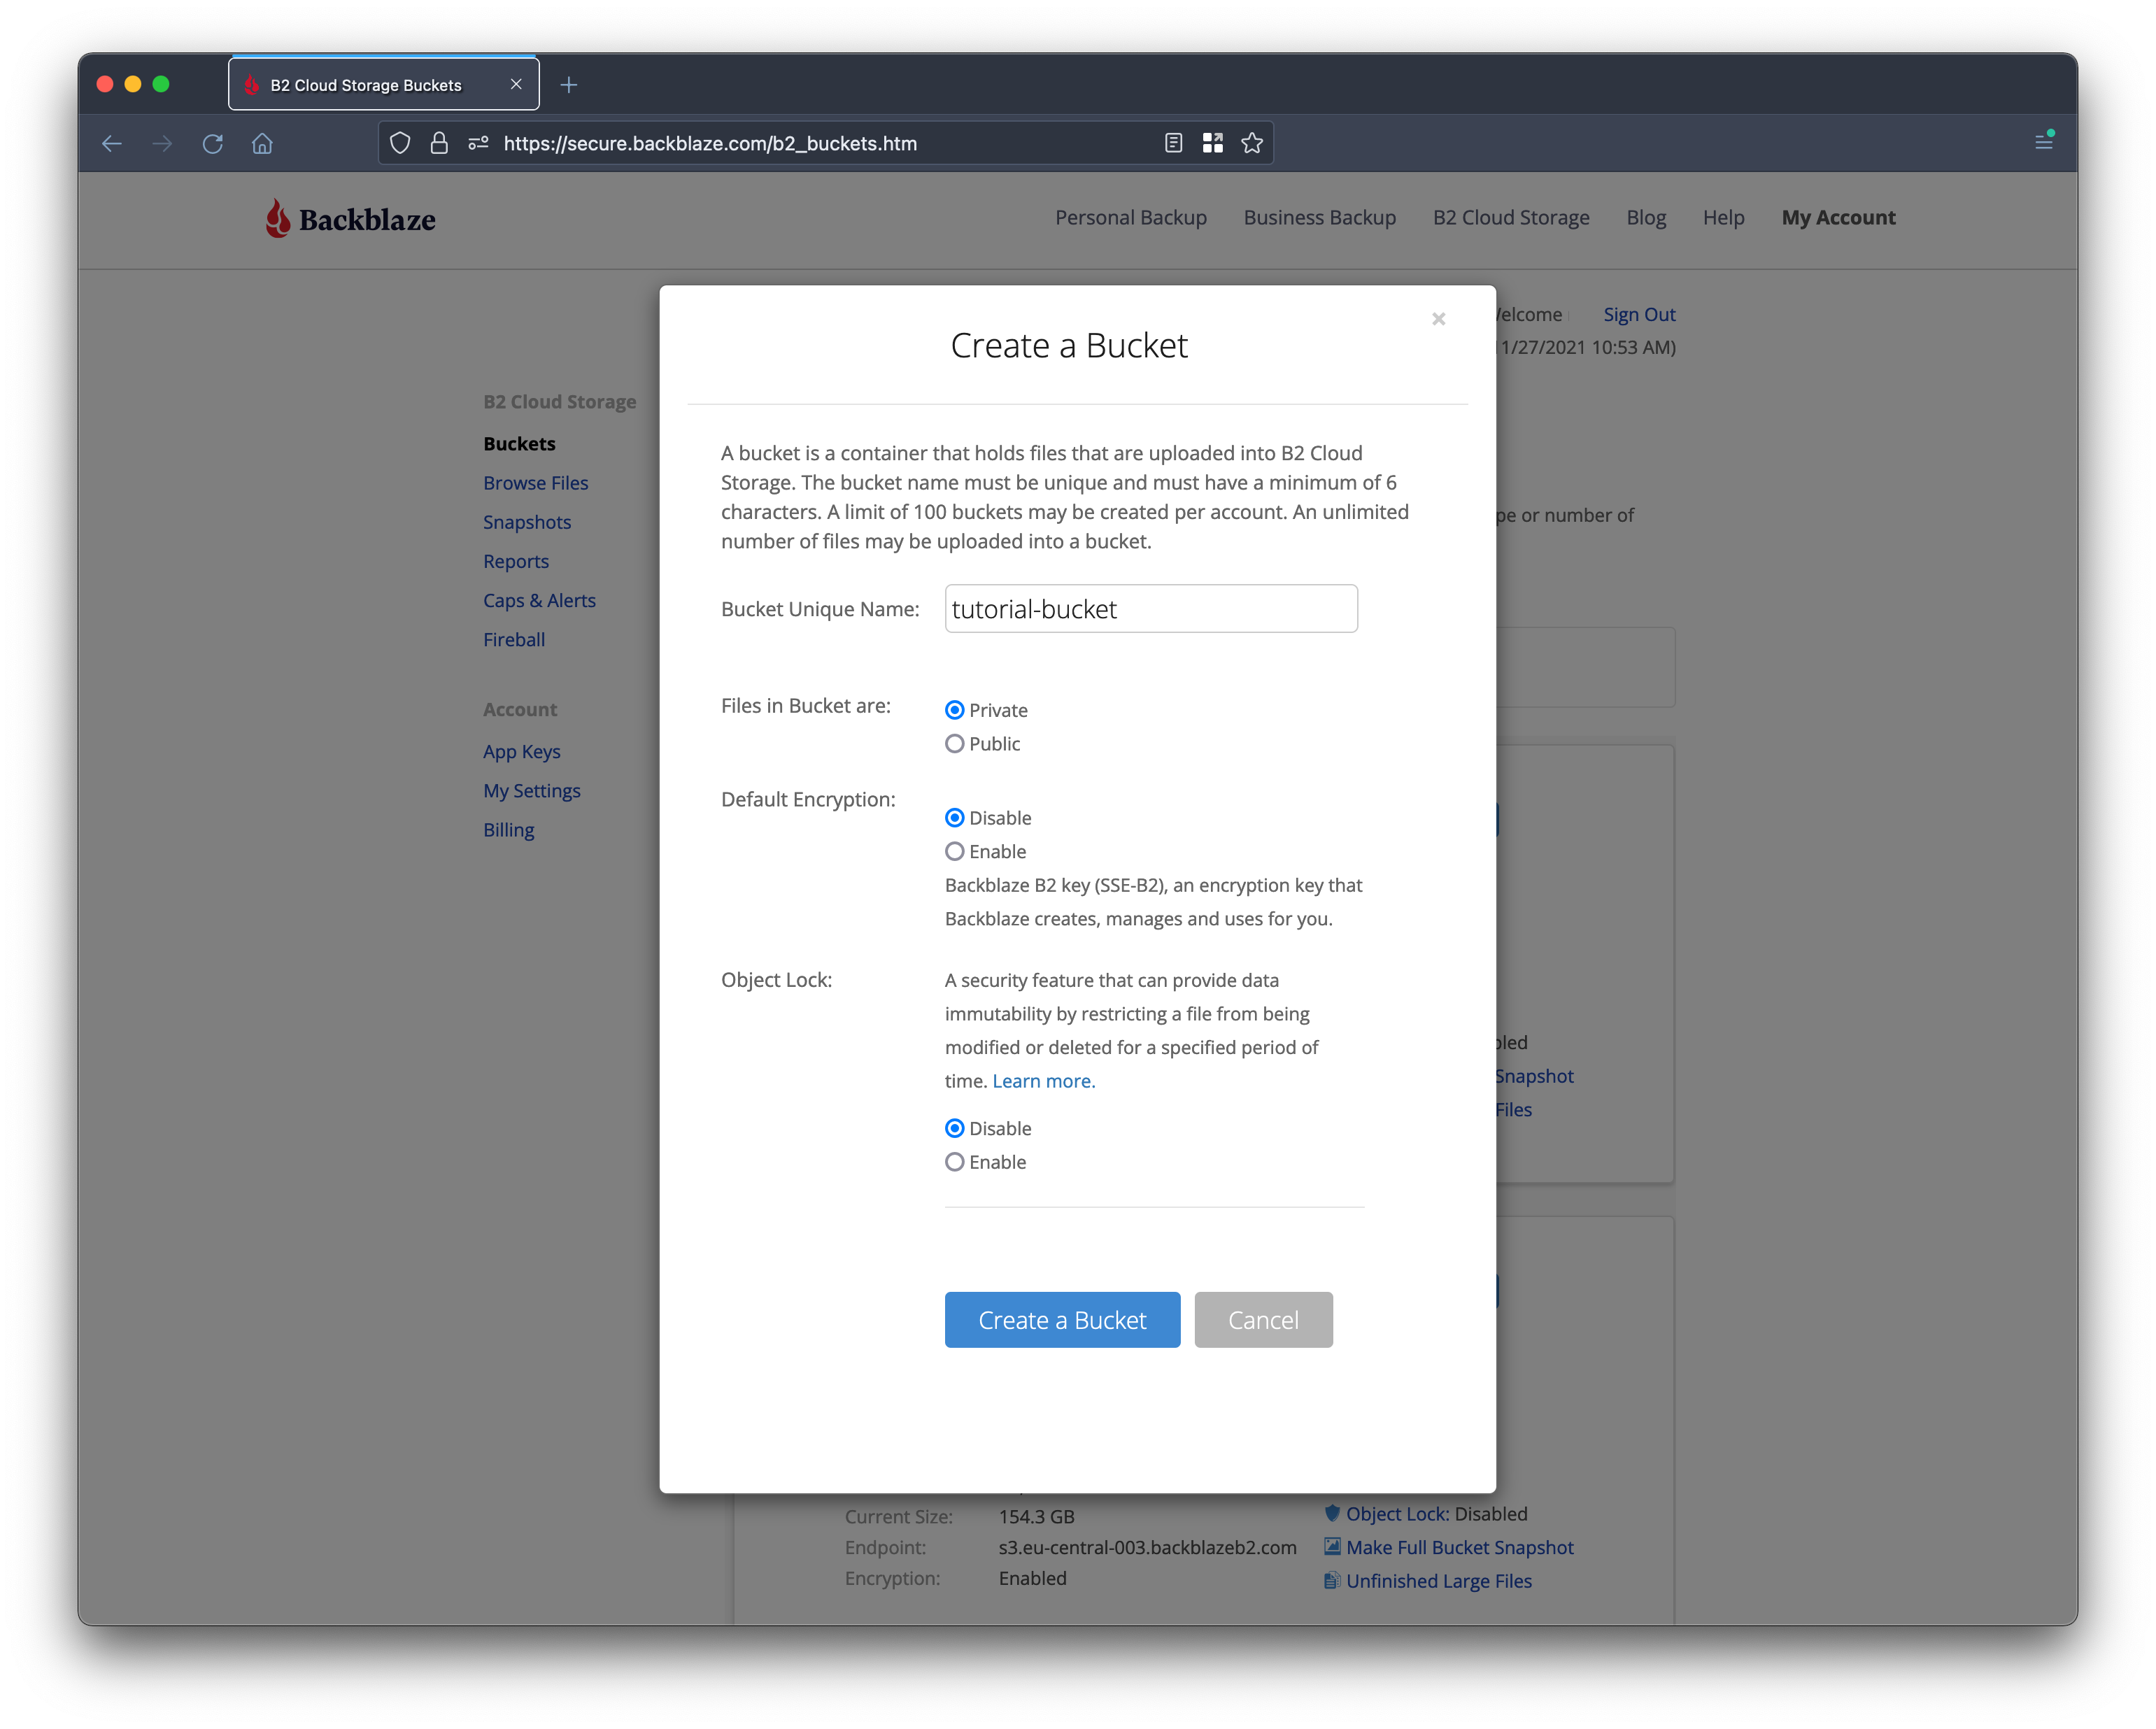 B2 Cloud Storage Buckets
https://secure.backblaze.com/b2_buckets.htm
Backblaze
Personal Backup Business Backup B2 Cloud Storage Blog Help My Account
Sign Out
1/27/2021 10:53 AM)
B2 Cloud Storage
Buckets
Browse Files
Snapshots
Reports
Caps & Alerts
Fireball
Account
App Keys
My Settings
Billing
Create a Bucket
A bucket is a container that holds files that are uploaded into B2 Cloud
Storage. The bucket name must be unique and must have a minimum of 6
characters. A limit of 100 buckets may be created per account. An unlimited
number of files may be uploaded into a bucket.
Bucket Unique Name: tutorial-bucket
Files in Bucket are:
Private
Public
Default Encryption:
Disable
Enable
Backblaze B2 key (SSE-B2), an encryption key that
Backblaze creates, manages and uses for you.
Object Lock:
A security feature that can provide data
immutability by restricting a file from being
modified or deleted for a specified period of
time. Learn more.
Disable
Enable
Create a Bucket
Cancel
or number of
Snapshot
Files
Current Size: 154.3 GB
Endpoint: s3.eu-central-003.backblazeb2.com
Encryption: Enabled
Object Lock: Disabled
Make Full Bucket Snapshot
Unfinished Large Files